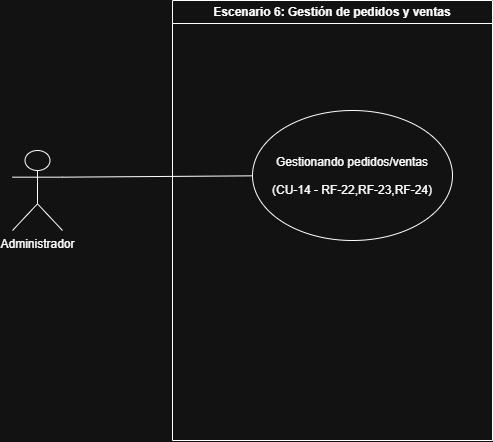 Escenario 6: Gestión de pedidos y ventas
Gestionando pedidos/ventas
(CU-14 - RF-22,RF-23,RF-24)
Administrador